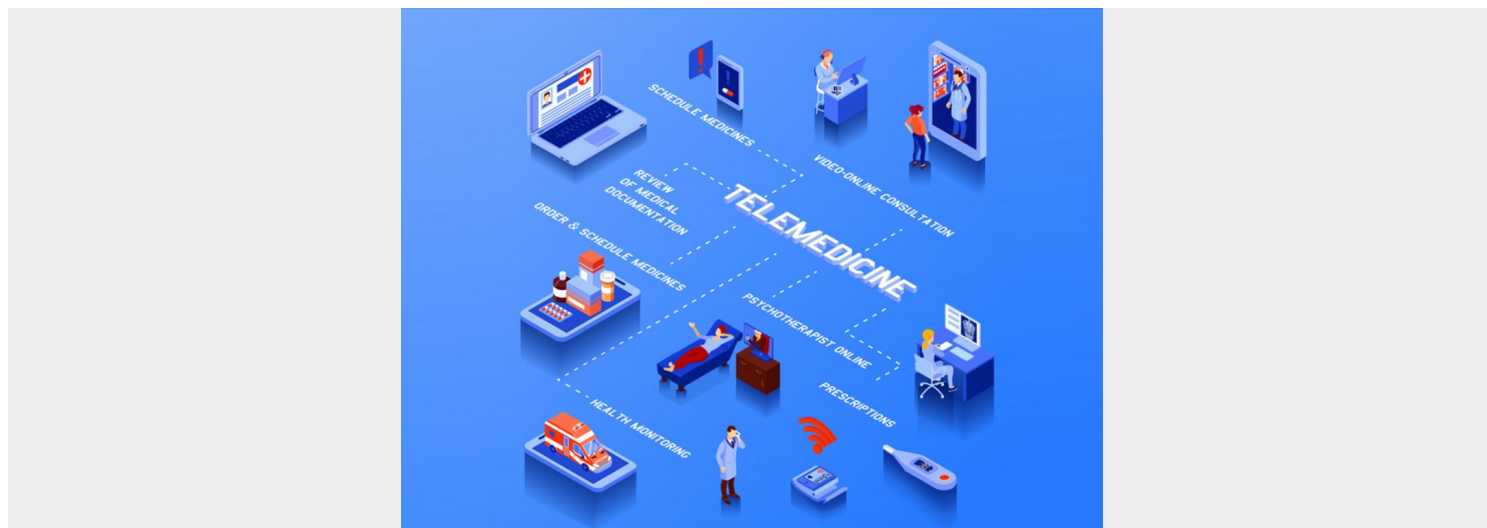 SCHEDULE MEDICINES
REVIEW
OF MEDICAL
DOCUMENTATION
VIDEO-ONLINE CONSULTATION
TELEMEDICINE
ORDER & SCHEDULE MEDICINES
PSYCHOTHERAPIST ONLINE
PRESCRIPTIONS
HEALTH MONITORING